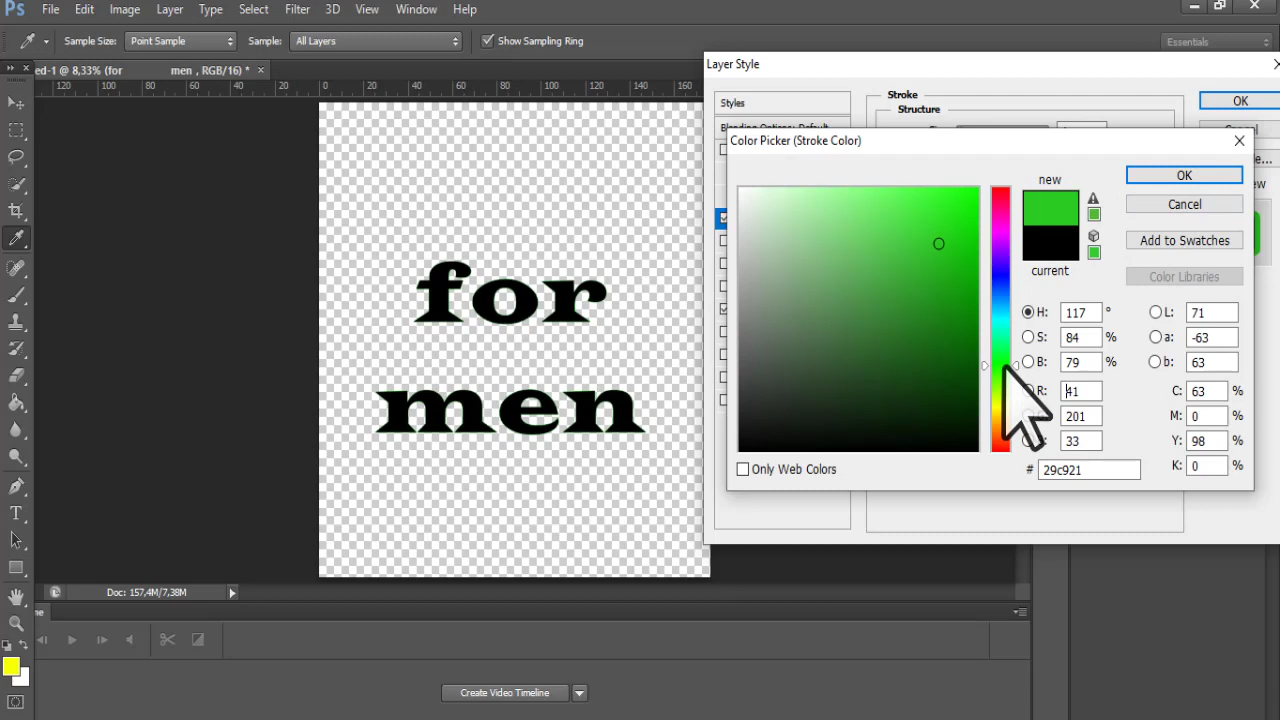 Ps File Edit Image Layer Type Select Filter 3D View Window Help
Sample Size: Point Sample Sample: All Layers Show Sampling Ring Essentials
ed-1 @ 8,33% (for men , RGB/16) * ×
120 100 80 60 40 20 0 20 40 60 80 100 120 140 160
Layer Style
Styles
Blending Options: Default
Stroke
Structure
OK
Cancel
Color Picker (Stroke Color)
new
current
OK
Cancel
Add to Swatches
Color Libraries
H: 117 ° L: 71
S: 84 % a: -63
B: 79 % b: 63
R: 41 C: 63 %
201 M: 0 %
33 Y: 98 %
K: 0 %
# 29c921
Only Web Colors
for
men
Doc: 157,4M/7,38M
Create Video Timeline